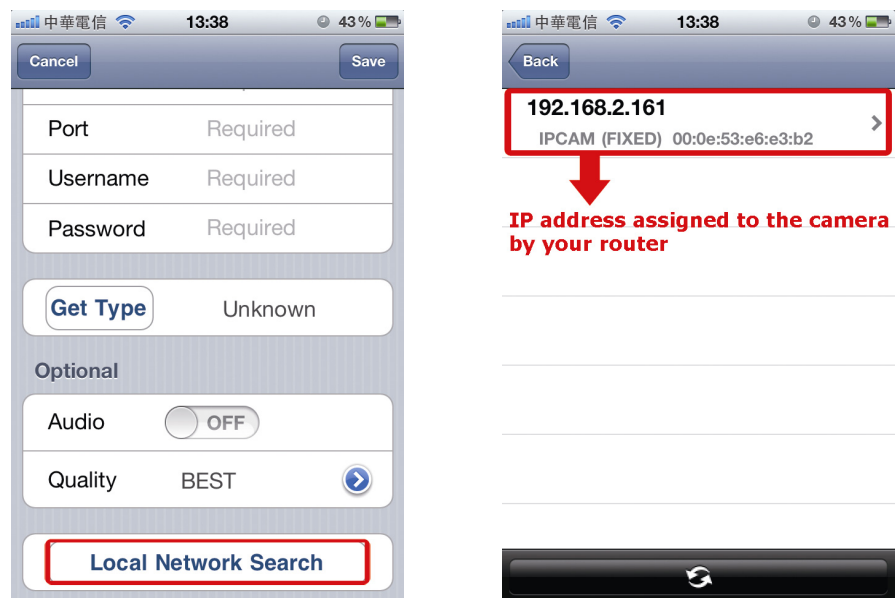 中華電信 13:38 43%
Cancel Save
Port Required
Username Required
Password Required
Get Type Unknown
Optional
Audio OFF
Quality BEST
Local Network Search
中華電信 13:38 43%
Back
192.168.2.161
IPCAM (FIXED) 00:0e:53:e6:e3:b2
IP address assigned to the camera
by your router